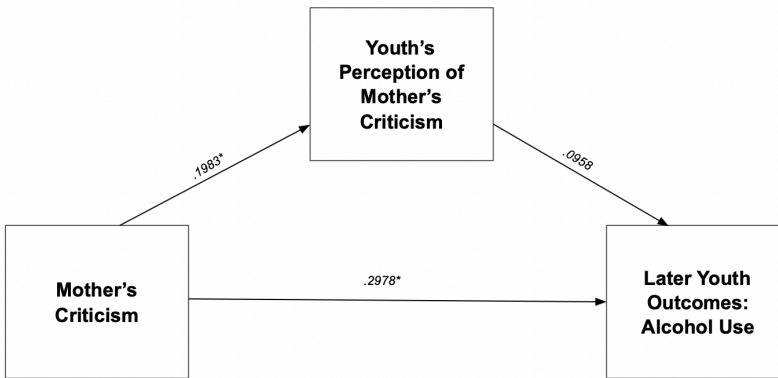 Youth's
Perception of
Mother's
Criticism
.1983*
.0958
Mother's
Criticism
.2978*
Later Youth
Outcomes:
Alcohol Use